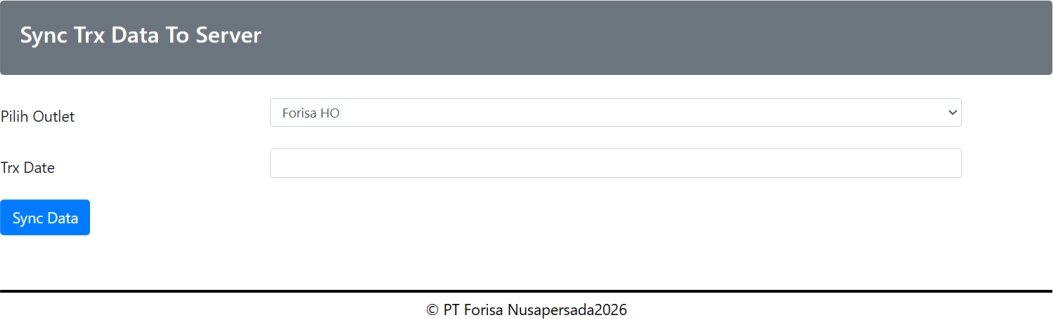 Sync Trx Data To Server
Pilih Outlet
Forisa HO
Trx Date
Sync Data
© PT Forisa Nusapersada2026